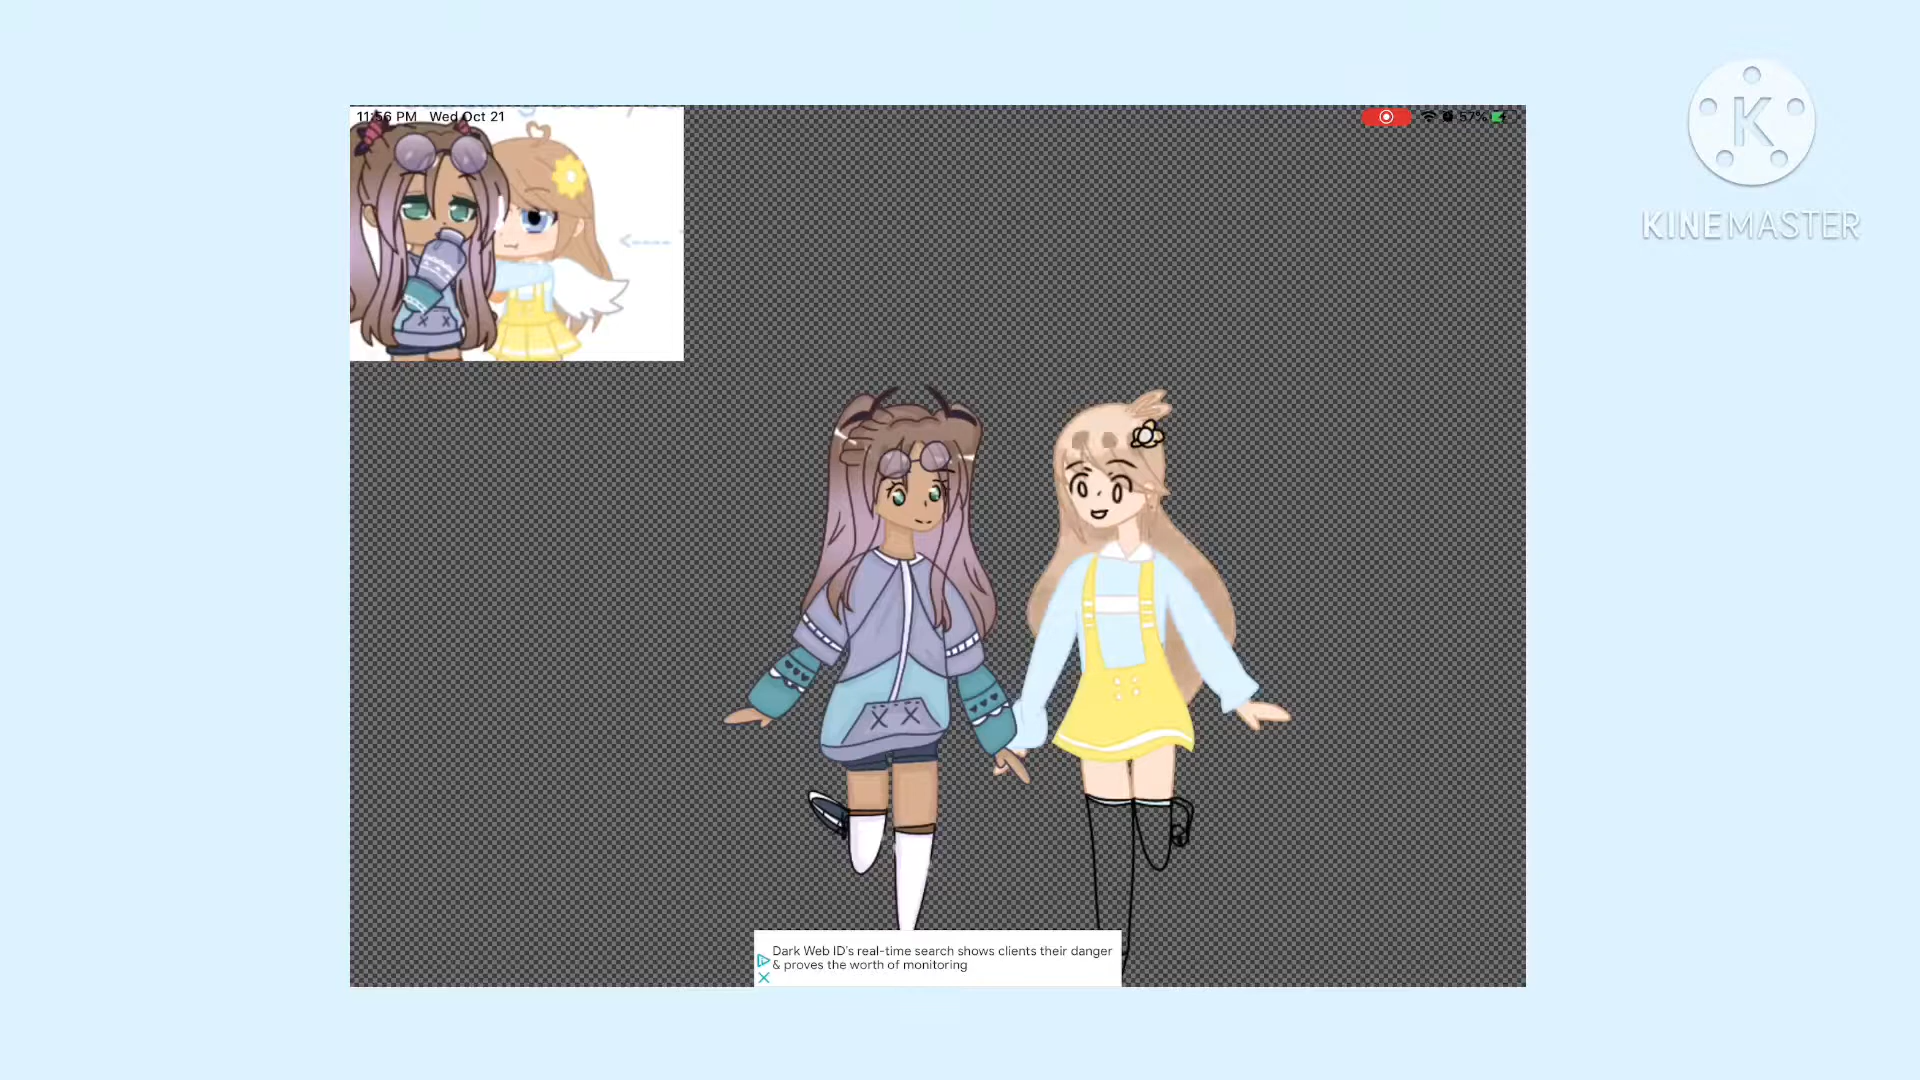 11:56 PM Wed Oct 21
57%
K
KINEMASTER
Dark Web ID's real-time search shows clients their danger
& proves the worth of monitoring